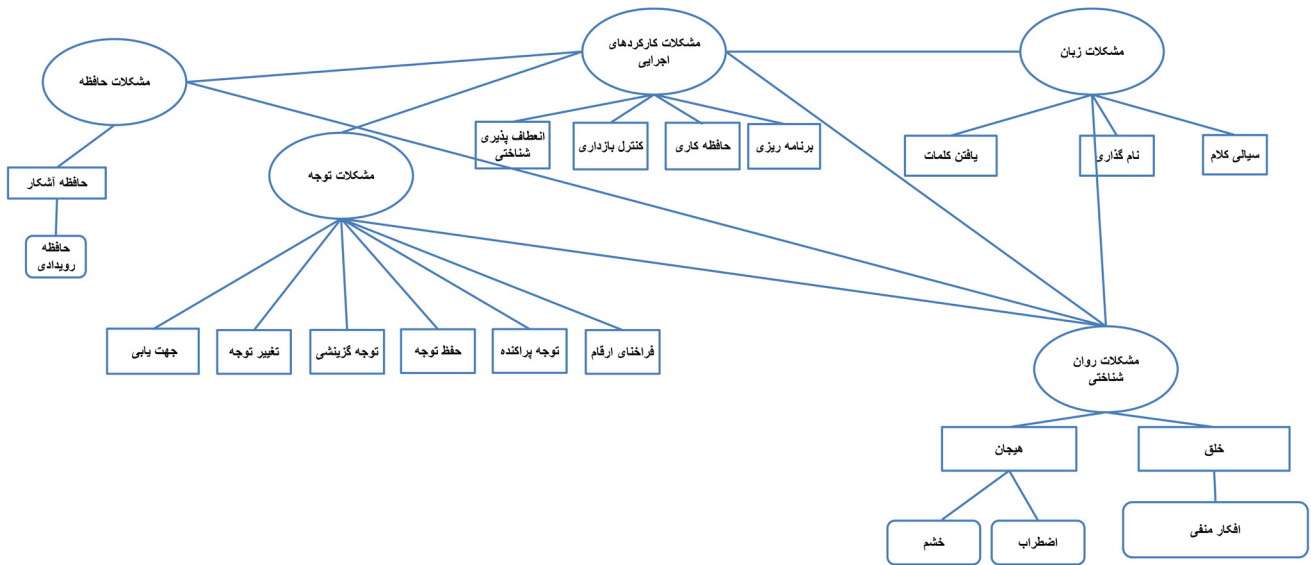 مشکلات زبان
مشکلات کارکردهای
اجرایی
مشکلات حافظه
سیالی کلام
نام گذاری
یافتن کلمات
برنامه ریزی
حافظه کاری
کنترل بازداری
انعطاف پذیری
شناختی
مشکلات توجه
حافظه آشکار
حافظه
رویدادی
فراخنای ارقام
توجه پراکنده
حفظ توجه
توجه گزینشی
تغییر توجه
جهت یابی
مشکلات روان
شناختی
خلق
هیجان
افکار منفی
اضطراب
خشم